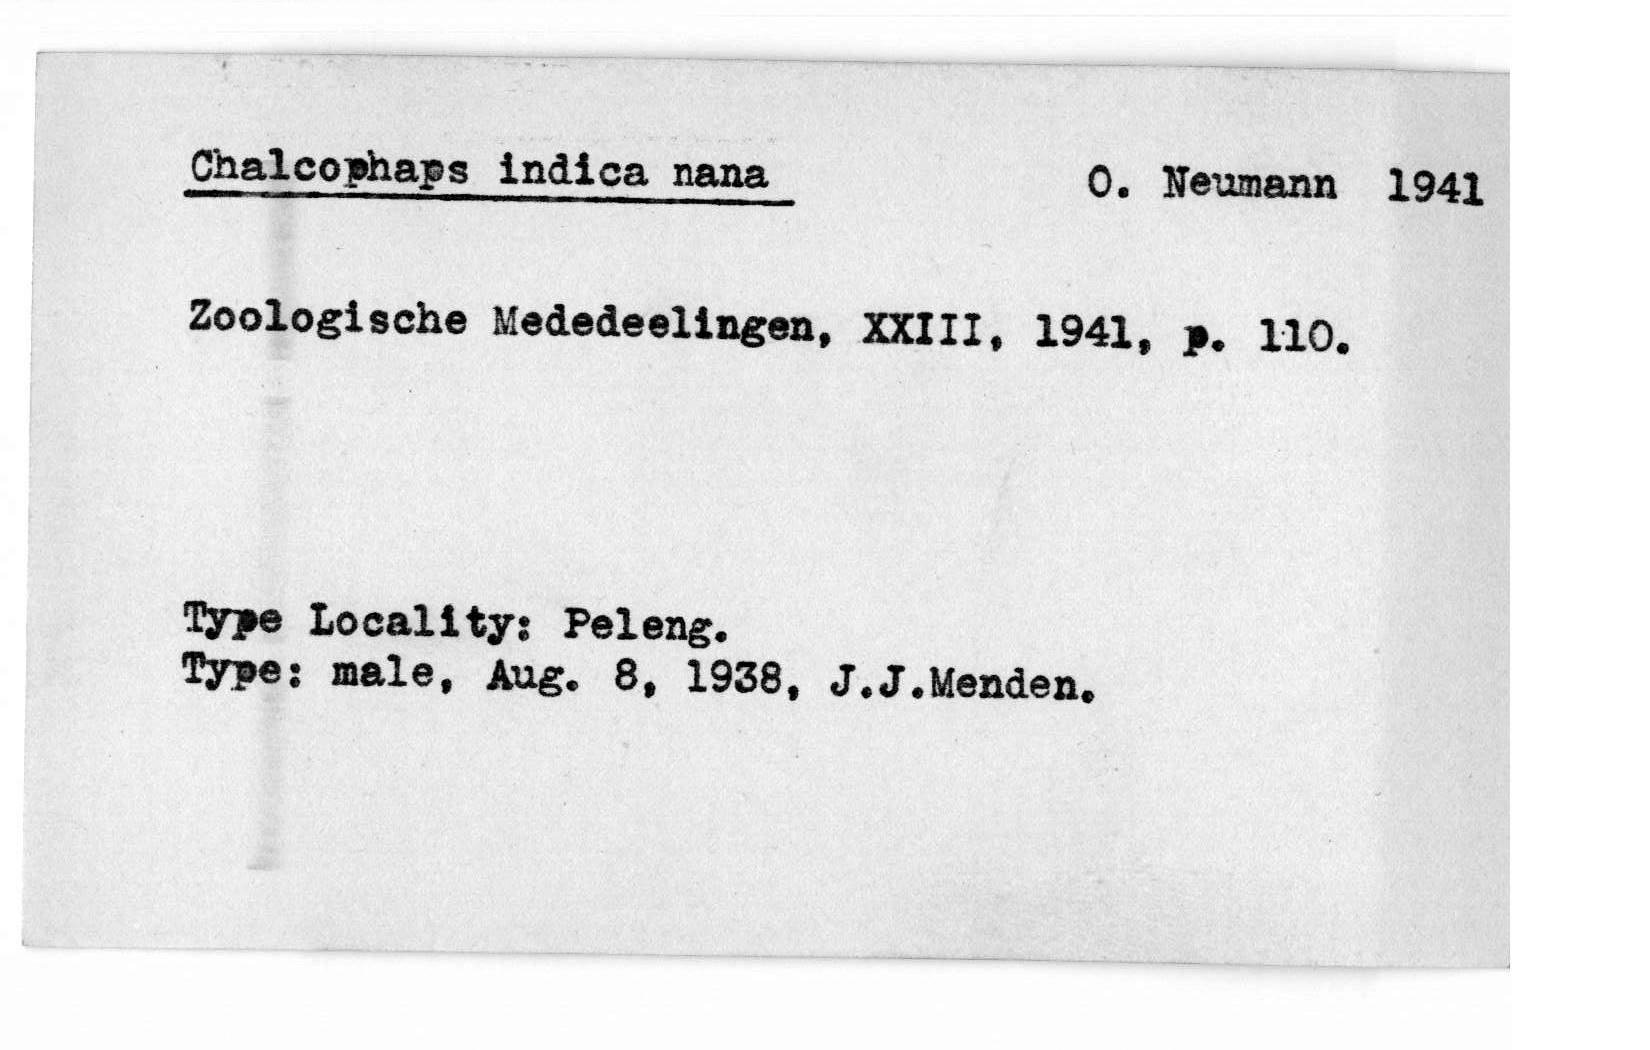 Chalcophaps indica nana O. Neumann 1941
Zoologische Mededeelingen, XXIII, 1941, p. 110.
Type Locality: Peleng.
Type: male, Aug. 8, 1938, J.J.Menden.